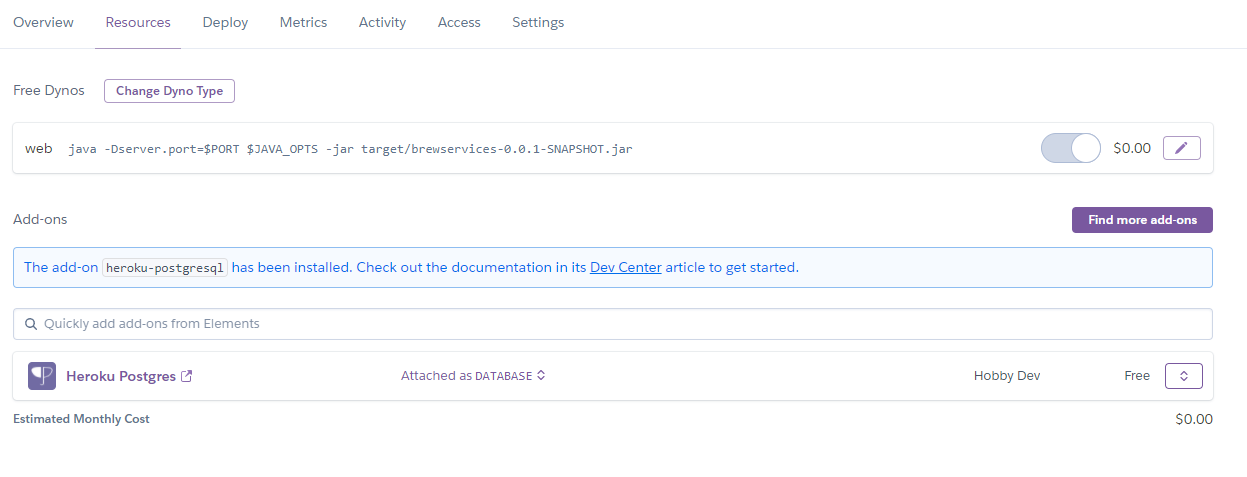 Overview Resources Deploy Metrics Activity Access Settings
Free Dynos Change Dyno Type
web java -Dserver.port=$PORT $JAVA_OPTS -jar target/brewservices-0.0.1-SNAPSHOT.jar $0.00
Add-ons Find more add-ons
The add-on heroku-postgresql has been installed. Check out the documentation in its Dev Center article to get started.
Quickly add add-ons from Elements
Heroku Postgres Attached as DATABASE Hobby Dev Free
Estimated Monthly Cost $0.00